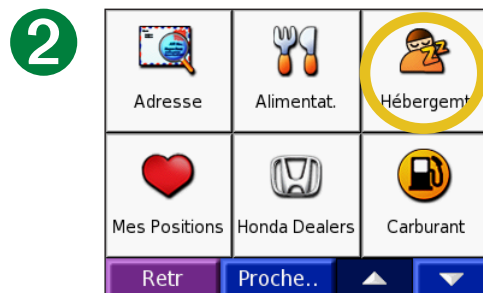 2
Adresse Alimentat. Hébergemt
Mes Positions Honda Dealers Carburant
Retr Proche..